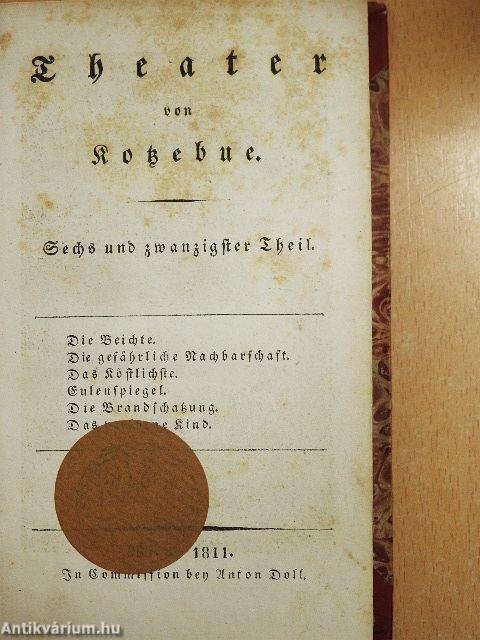 Theater
von
Kotzebue.
Sechs und zwanzigster Theil.
Die Beichte.
Die gefährliche Nachbarschaft.
Das Köstlichste.
Eulenspiegel.
Die Brandschatzung.
Das Kind.
1811.
In Commission bey Anton Doll.
Antikvárium.hu